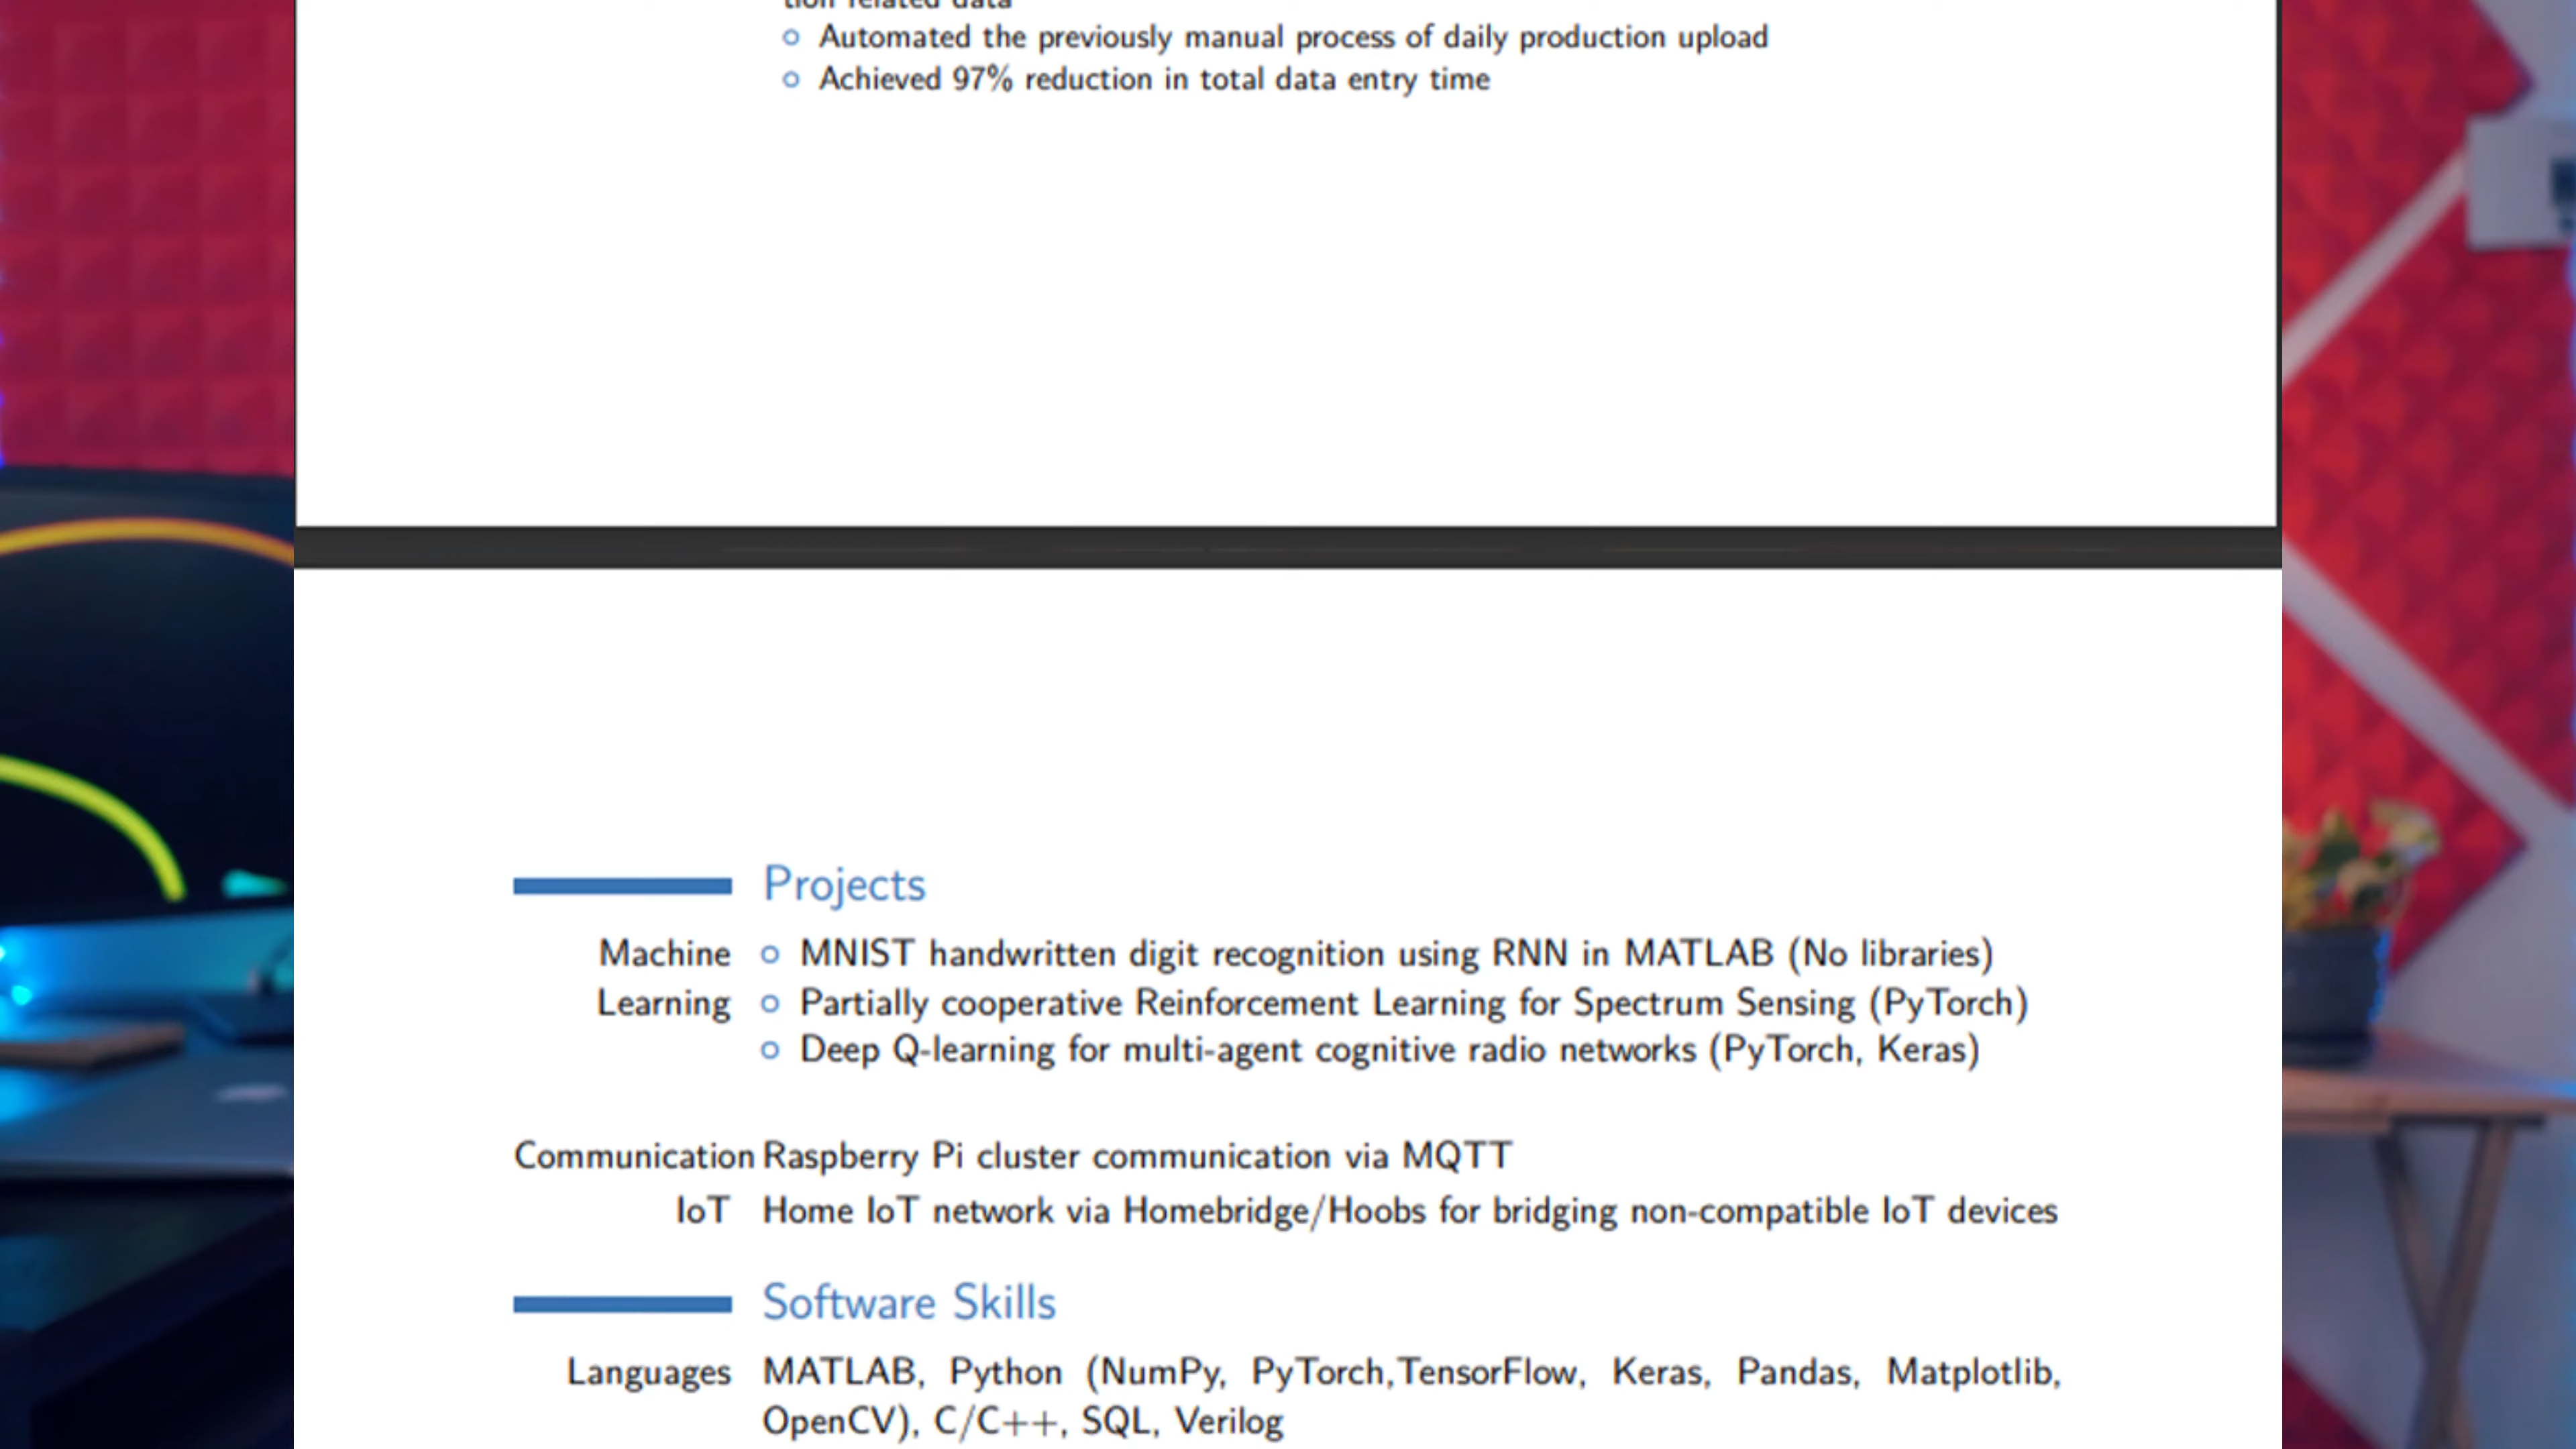 tion related data
Automated the previously manual process of daily production upload
Achieved 97% reduction in total data entry time
Projects
Machine Learning
MNIST handwritten digit recognition using RNN in MATLAB (No libraries)
Partially cooperative Reinforcement Learning for Spectrum Sensing (PyTorch)
Deep Q-learning for multi-agent cognitive radio networks (PyTorch, Keras)
Communication Raspberry Pi cluster communication via MQTT
IoT Home IoT network via Homebridge/Hoobs for bridging non-compatible IoT devices
Software Skills
Languages MATLAB, Python (NumPy, PyTorch,TensorFlow, Keras, Pandas, Matplotlib,
OpenCV), C/C++, SQL, Verilog